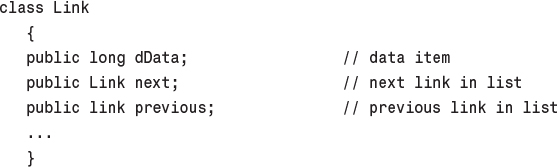 class Link
{
public long dData; // data item
public Link next; // next link in list
public link previous; // previous link in list
...
}